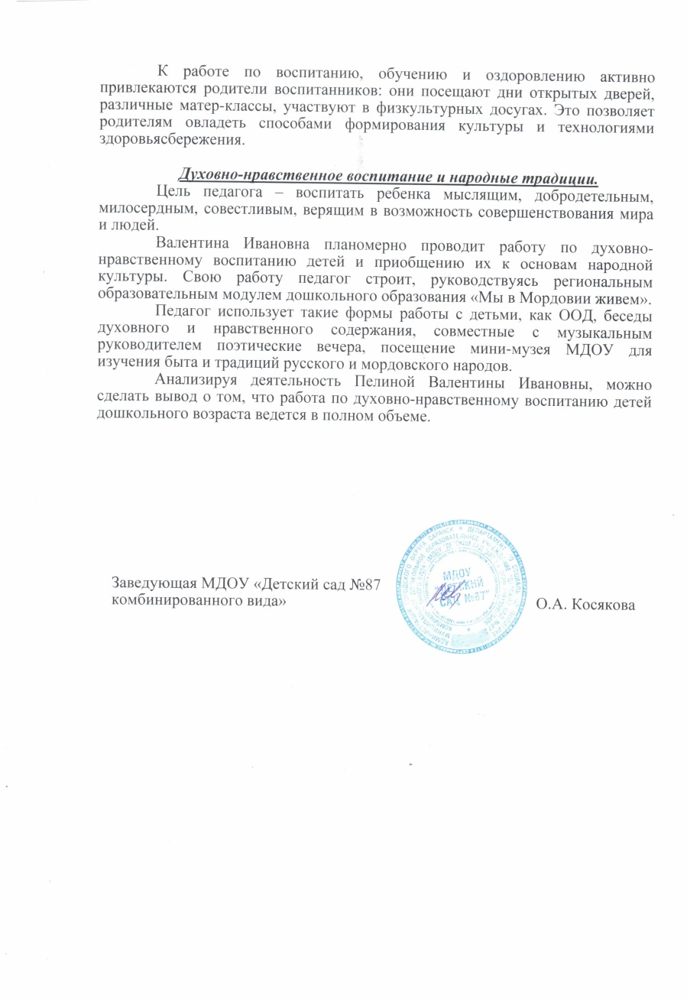 К работе по воспитанию, обучению и оздоровлению активно
привлекаются родители воспитанников: они посещают дни открытых дверей,
различные матер-классы, участвуют в физкультурных досугах. Это позволяет
родителям овладеть способами формирования культуры и технологиями
здоровьясбережения.
Духовно-нравственное воспитание и народные традиции.
Цель педагога – воспитать ребенка мыслящим, добродетельным,
милосердным, совестливым, верящим в возможность совершенствования мира
и людей.
Валентина Ивановна планомерно проводит работу по духовно-
нравственному воспитанию детей и приобщению их к основам народной
культуры. Свою работу педагог строит, руководствуясь региональным
образовательным модулем дошкольного образования «Мы в Мордовии живем».
Педагог использует такие формы работы с детьми, как ООД, беседы
духовного и нравственного содержания, совместные с музыкальным
руководителем поэтические вечера, посещение мини-музея МДОУ для
изучения быта и традиций русского и мордовского народов.
Анализируя деятельность Пелиной Валентины Ивановны, можно
сделать вывод о том, что работа по духовно-нравственному воспитанию детей
дошкольного возраста ведется в полном объеме.
Заведующая МДОУ «Детский сад №87
комбинированного вида»
О.А. Косякова
МДОУ
"ДЕТСКИЙ
САД №87"